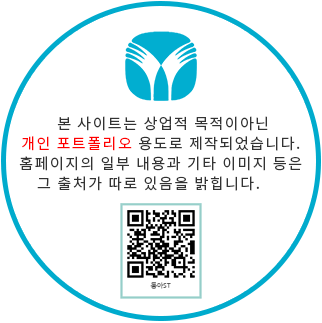 본 사이트는 상업적 목적이아닌
개인 포트폴리오 용도로 제작되었습니다.
홈페이지의 일부 내용과 기타 이미지 등은
그 출처가 따로 있음을 밝힙니다.
동아ST